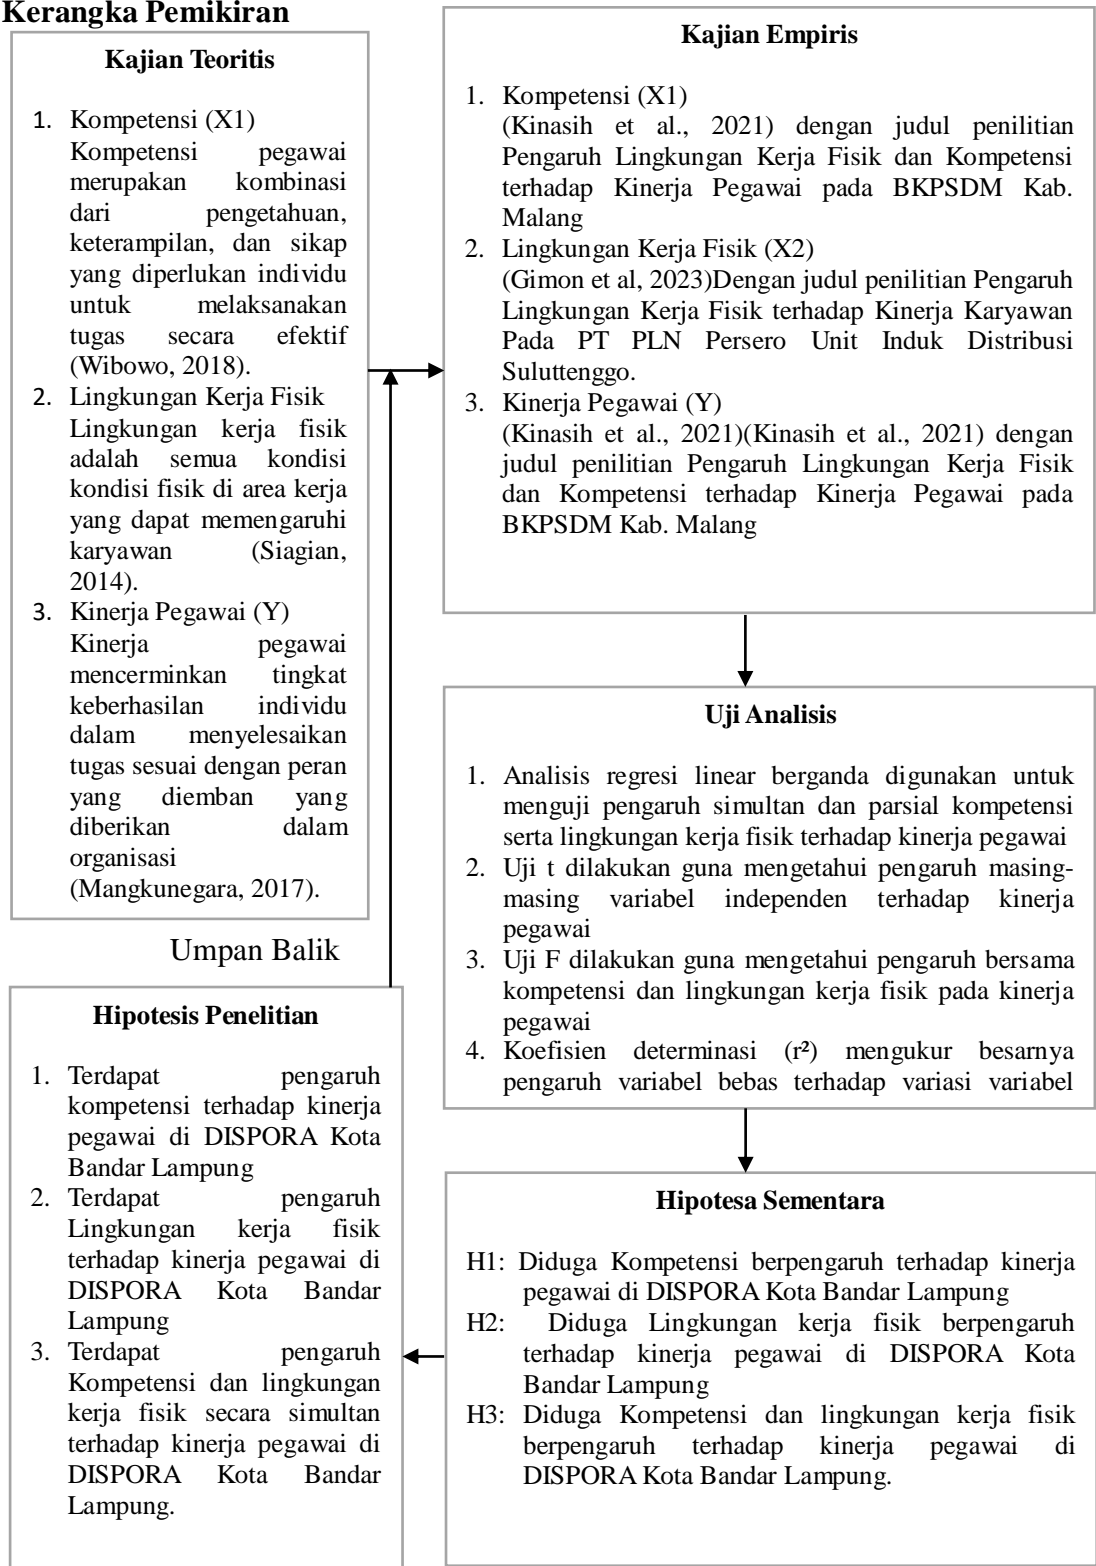 Kerangka Pemikiran
Kajian Teoritis
1. Kompetensi (X1)
Kompetensi pegawai
merupakan kombinasi
dari pengetahuan,
keterampilan, dan sikap
yang diperlukan individu
untuk melaksanakan
tugas secara efektif
(Wibowo, 2018).
2. Lingkungan Kerja Fisik
Lingkungan kerja fisik
adalah semua kondisi
kondisi fisik di area kerja
yang dapat memengaruhi
karyawan (Siagian,
2014).
3. Kinerja Pegawai (Y)
Kinerja pegawai
mencerminkan tingkat
keberhasilan individu
dalam menyelesaikan
tugas sesuai dengan peran
yang diemban yang
diberikan dalam
organisasi
(Mangkunegara, 2017).
Kajian Empiris
1. Kompetensi (X1)
(Kinasih et al., 2021) dengan judul penilitian
Pengaruh Lingkungan Kerja Fisik dan Kompetensi
terhadap Kinerja Pegawai pada BKPSDM Kab.
Malang
2. Lingkungan Kerja Fisik (X2)
(Gimon et al, 2023)Dengan judul penilitian Pengaruh
Lingkungan Kerja Fisik terhadap Kinerja Karyawan
Pada PT PLN Persero Unit Induk Distribusi
Suluttenggo.
3. Kinerja Pegawai (Y)
(Kinasih et al., 2021)(Kinasih et al., 2021) dengan
judul penilitian Pengaruh Lingkungan Kerja Fisik
dan Kompetensi terhadap Kinerja Pegawai pada
BKPSDM Kab. Malang
Uji Analisis
1. Analisis regresi linear berganda digunakan untuk
menguji pengaruh simultan dan parsial kompetensi
serta lingkungan kerja fisik terhadap kinerja pegawai
2. Uji t dilakukan guna mengetahui pengaruh masing-
masing variabel independen terhadap kinerja
pegawai
3. Uji F dilakukan guna mengetahui pengaruh bersama
kompetensi dan lingkungan kerja fisik pada kinerja
pegawai
4. Koefisien determinasi (r²) mengukur besarnya
pengaruh variabel bebas terhadap variasi variabel
Hipotesa Sementara
H1: Diduga Kompetensi berpengaruh terhadap kinerja
pegawai di DISPORA Kota Bandar Lampung
H2: Diduga Lingkungan kerja fisik berpengaruh
terhadap kinerja pegawai di DISPORA Kota
Bandar Lampung
H3: Diduga Kompetensi dan lingkungan kerja fisik
berpengaruh terhadap kinerja pegawai di
DISPORA Kota Bandar Lampung.
Umpan Balik
Hipotesis Penelitian
1. Terdapat pengaruh
kompetensi terhadap kinerja
pegawai di DISPORA Kota
Bandar Lampung
2. Terdapat pengaruh
Lingkungan kerja fisik
terhadap kinerja pegawai di
DISPORA Kota Bandar
Lampung
3. Terdapat pengaruh
Kompetensi dan lingkungan
kerja fisik secara simultan
terhadap kinerja pegawai di
DISPORA Kota Bandar
Lampung.